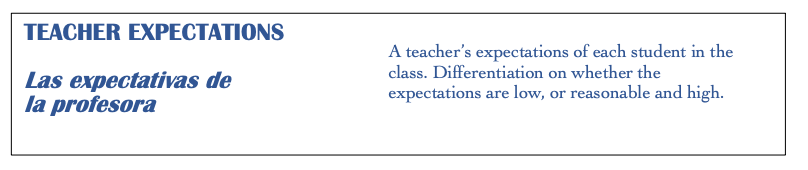 TEACHER EXPECTATIONS
Las expectativas de
la profesora
A teacher's expectations of each student in the
class. Differentiation on whether the
expectations are low, or reasonable and high.